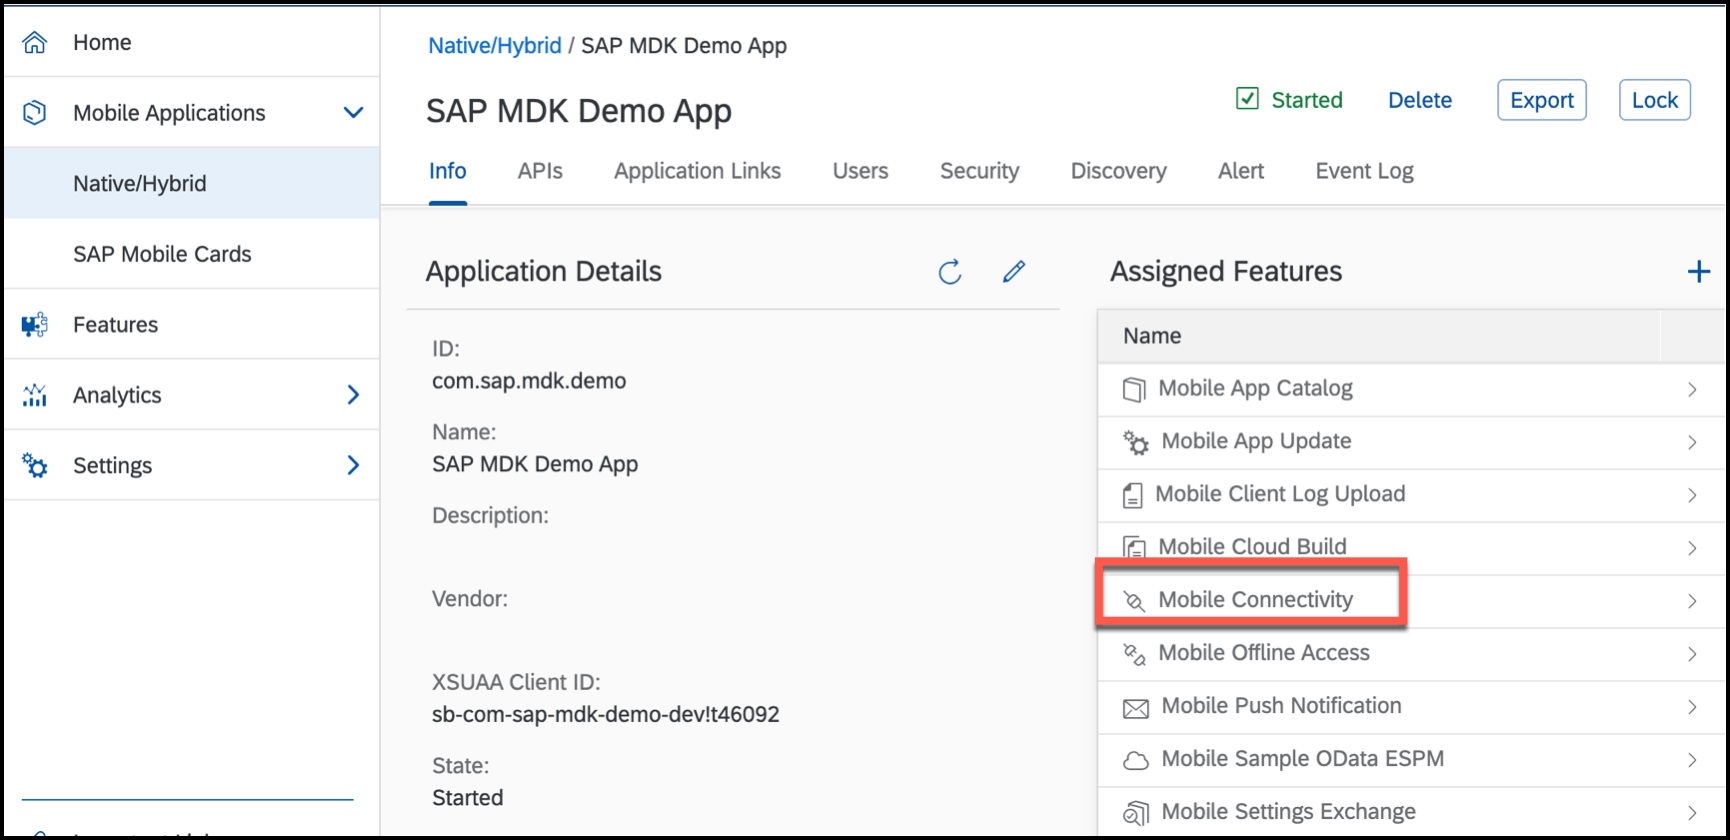 Home
Mobile Applications
Native/Hybrid
SAP Mobile Cards
Features
Analytics
Settings
Native/Hybrid / SAP MDK Demo App
SAP MDK Demo App
Started
Delete
Export
Lock
Info
APIs
Application Links
Users
Security
Discovery
Alert
Event Log
Application Details
ID:
com.sap.mdk.demo
Name:
SAP MDK Demo App
Description:
Vendor:
XSUAA Client ID:
sb-com-sap-mdk-demo-dev!t46092
State:
Started
Assigned Features
Name
Mobile App Catalog
Mobile App Update
Mobile Client Log Upload
Mobile Cloud Build
Mobile Connectivity
Mobile Offline Access
Mobile Push Notification
Mobile Sample OData ESPM
Mobile Settings Exchange